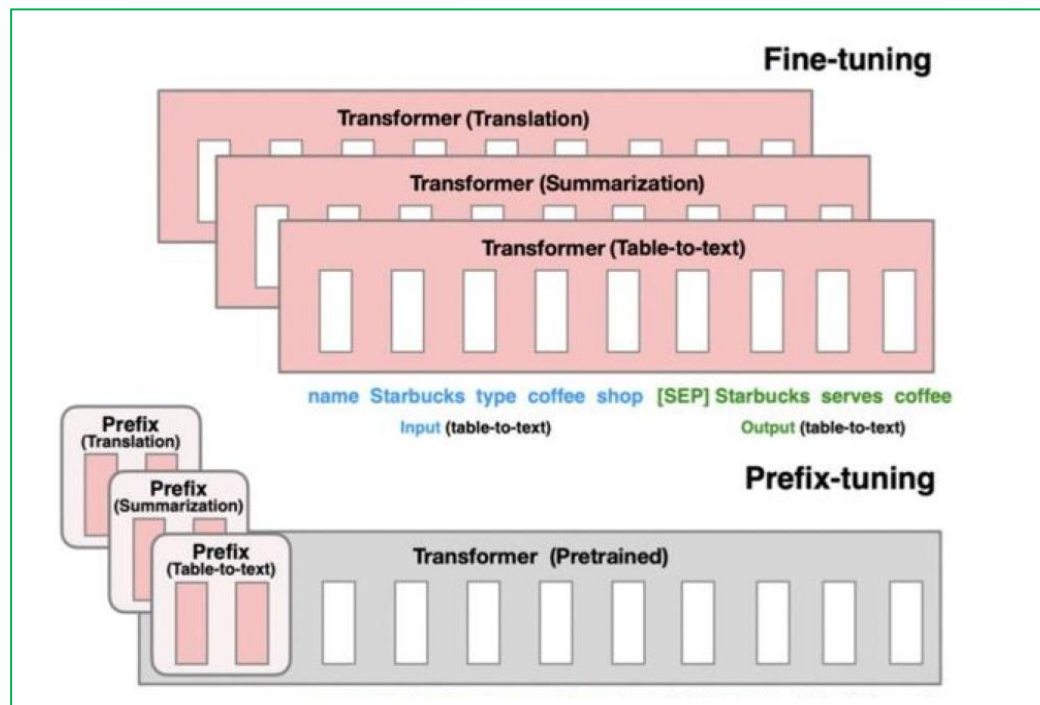 Fine-tuning
Transformer (Translation)
Transformer (Summarization)
Transformer (Table-to-text)
name Starbucks type coffee shop [SEP] Starbucks serves coffee
Input (table-to-text) Output (table-to-text)
Prefix-tuning
Prefix
(Translation)
Prefix
(Summarization)
Prefix
(Table-to-text)
Transformer (Pretrained)